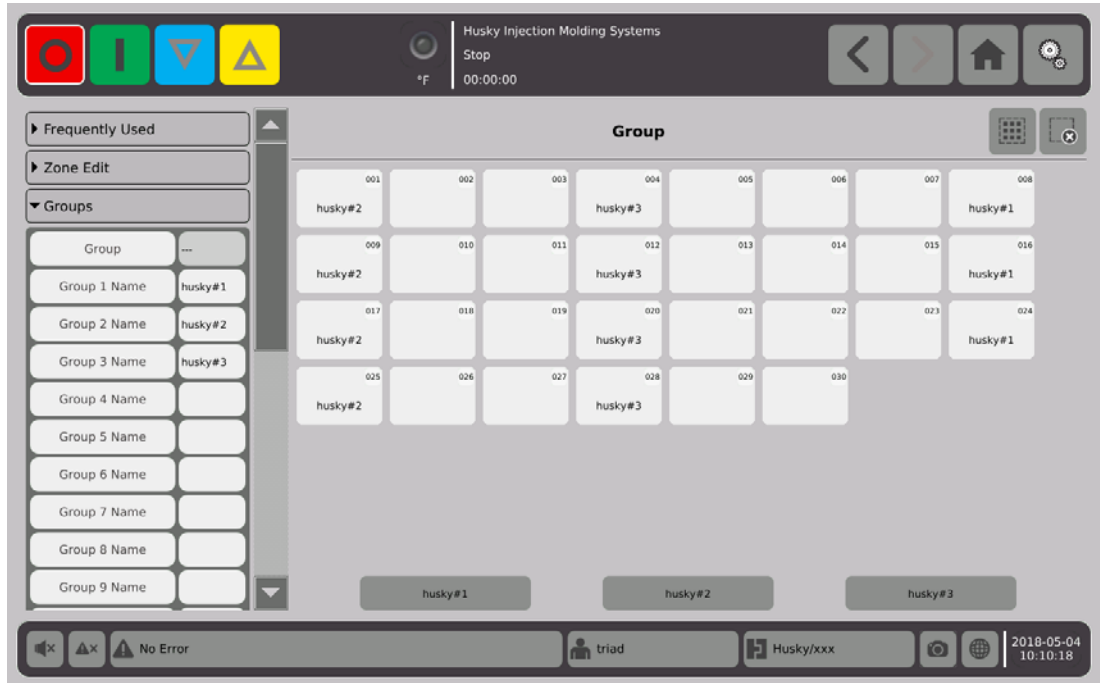 Husky Injection Molding Systems
Stop
°F 00:00:00
Frequently Used
Group
Zone Edit
Groups
Group ---
Group 1 Name husky#1
Group 2 Name husky#2
Group 3 Name husky#3
Group 4 Name
Group 5 Name
Group 6 Name
Group 7 Name
Group 8 Name
Group 9 Name
001 002 003 004 005 006 007 008
husky#2 husky#3 husky#1
009 010 011 012 013 014 015 016
husky#2 husky#3 husky#1
017 018 019 020 021 022 023 024
husky#2 husky#3 husky#1
025 026 027 028 029 030
husky#2 husky#3
husky#1 husky#2 husky#3
No Error triad Husky/xxx 2018-05-04
10:10:18